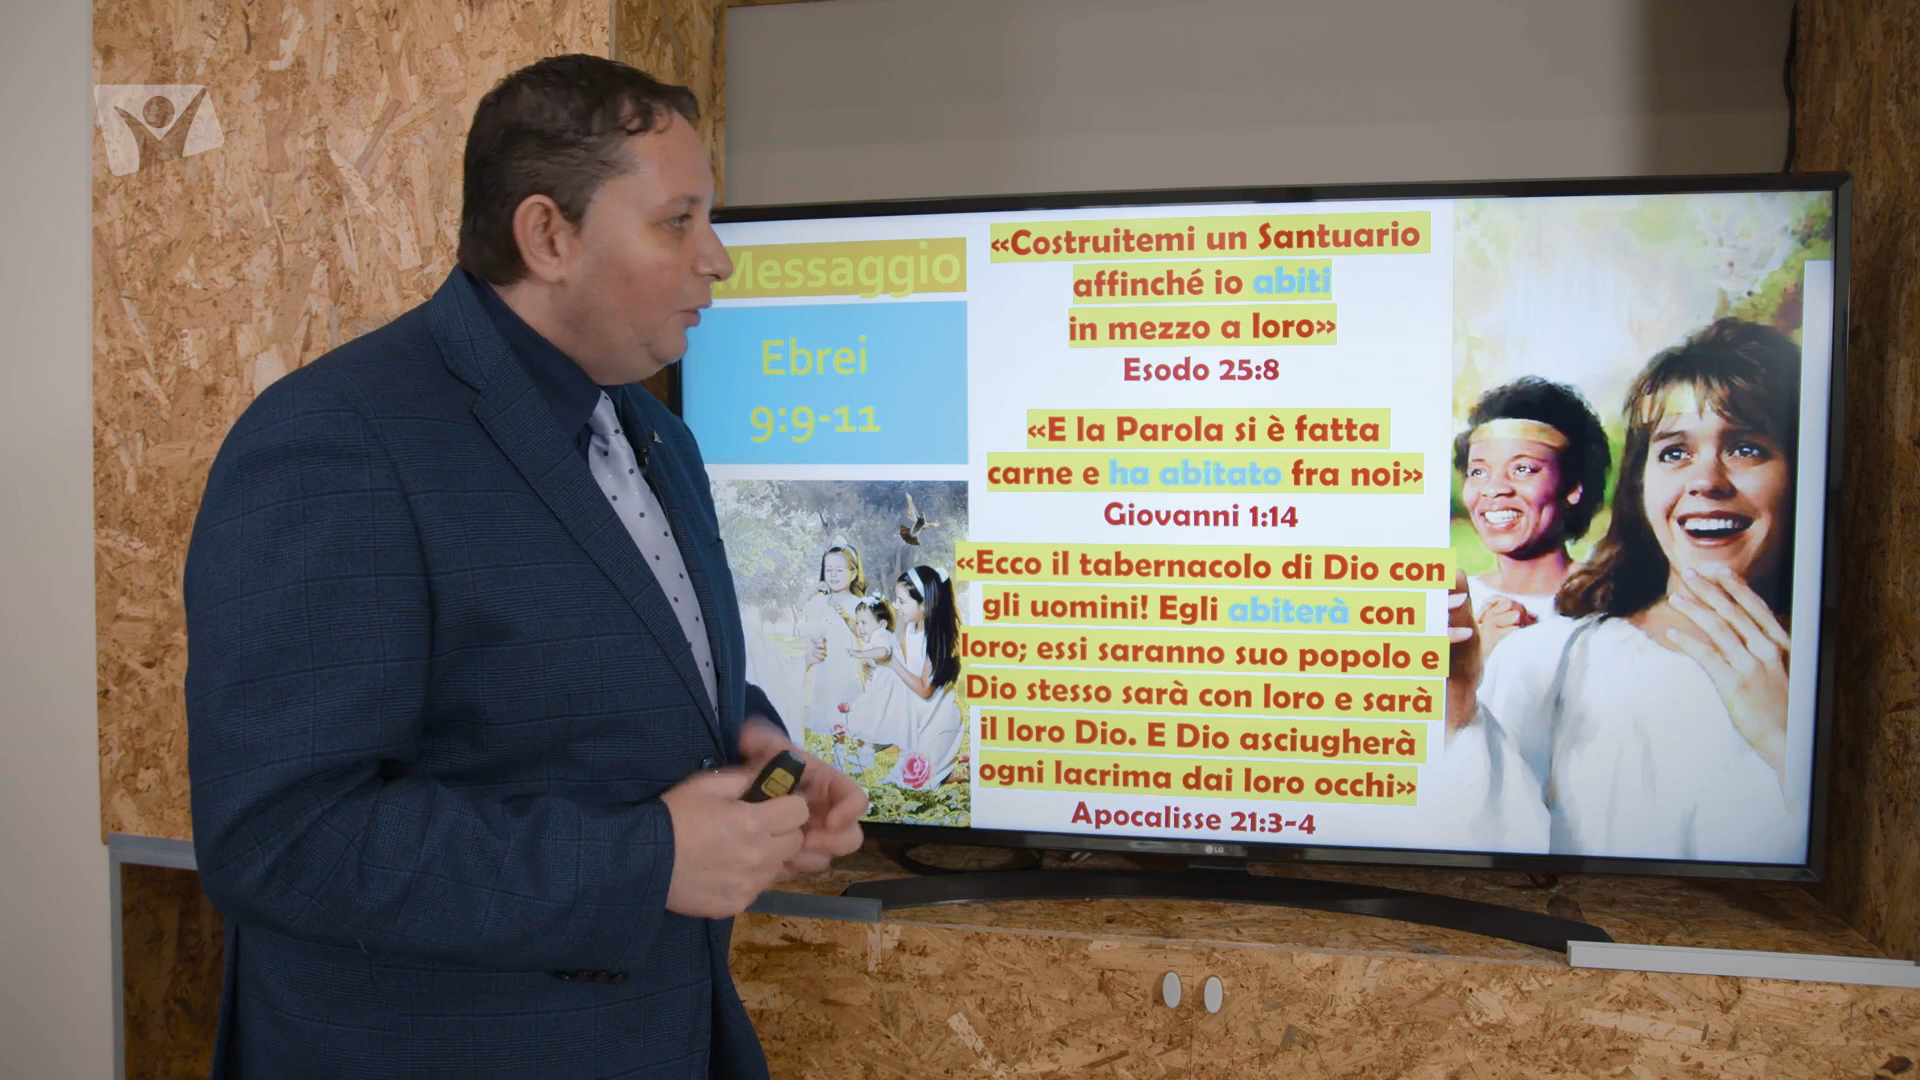 Messaggio
Ebrei
9:9-11
«Costruitemi un Santuario
affinché io abiti
in mezzo a loro»
Esodo 25:8
«E la Parola si è fatta
carne e ha abitato fra noi»
Giovanni 1:14
«Ecco il tabernacolo di Dio con
gli uomini! Egli abiterà con
loro; essi saranno suo popolo e
Dio stesso sarà con loro e sarà
il loro Dio. E Dio asciugherà
ogni lacrima dai loro occhi»
Apocalisse 21:3-4
LG